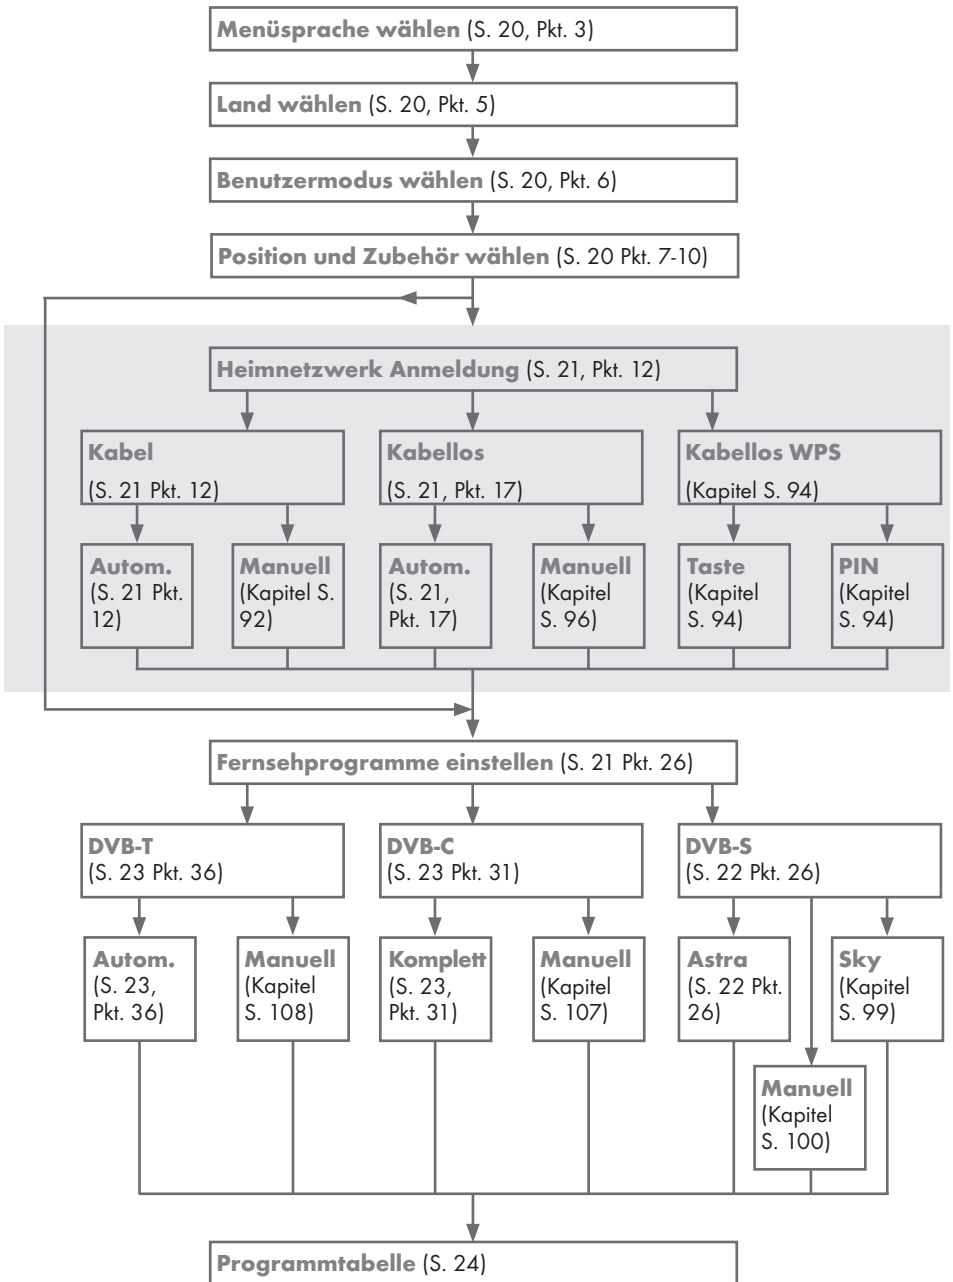 Menüsprache wählen (S. 20, Pkt. 3)
Land wählen (S. 20, Pkt. 5)
Benutzermodus wählen (S. 20, Pkt. 6)
Position und Zubehör wählen (S. 20 Pkt. 7-10)
Heimnetzwerk Anmeldung (S. 21, Pkt. 12)
Kabel
(S. 21 Pkt. 12)
Kabellos
(S. 21, Pkt. 17)
Kabellos WPS
(Kapitel S. 94)
Autom.
(S. 21 Pkt.
12)
Manuell
(Kapitel S.
92)
Autom.
(S. 21,
Pkt. 17)
Manuell
(Kapitel
S. 96)
Taste
(Kapitel
S. 94)
PIN
(Kapitel
S. 94)
Fernsehprogramme einstellen (S. 21 Pkt. 26)
DVB-T
(S. 23 Pkt. 36)
DVB-C
(S. 23 Pkt. 31)
DVB-S
(S. 22 Pkt. 26)
Autom.
(S. 23,
Pkt. 36)
Manuell
(Kapitel
S. 108)
Komplett
(S. 23,
Pkt. 31)
Manuell
(Kapitel
S. 107)
Astra
(S. 22 Pkt.
26)
Sky
(Kapitel
S. 99)
Manuell
(Kapitel
S. 100)
Programmtabelle (S. 24)